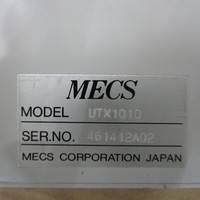 MECS
MODEL UTX1010
SER.NO. 461412A02
MECS CORPORATION JAPAN